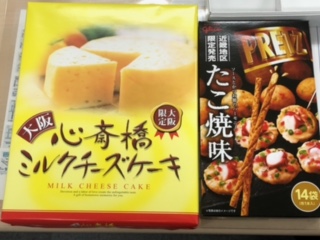 大阪
心斎橋
大阪限定
ミルクチーズケーキ
MILK CHEESE CAKE
近畿地区
限定発売
PRETZ
たこ焼味
14袋